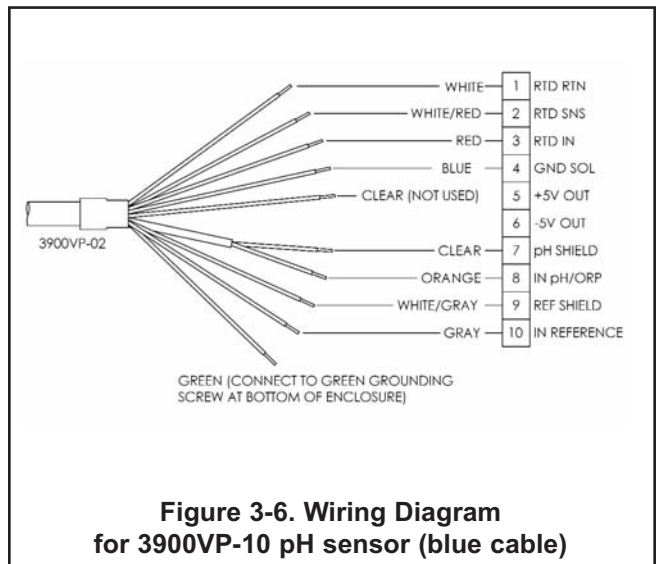 WHITE 1 RTD RTN
WHITE/RED 2 RTD SNS
RED 3 RTD IN
BLUE 4 GND SOL
CLEAR (NOT USED) 5 +5V OUT
6 -5V OUT
CLEAR 7 pH SHIELD
ORANGE 8 IN pH/ORP
WHITE/GRAY 9 REF SHIELD
GRAY 10 IN REFERENCE
3900VP-02
GREEN (CONNECT TO GREEN GROUNDING
SCREW AT BOTTOM OF ENCLOSURE)
Figure 3-6. Wiring Diagram
for 3900VP-10 pH sensor (blue cable)